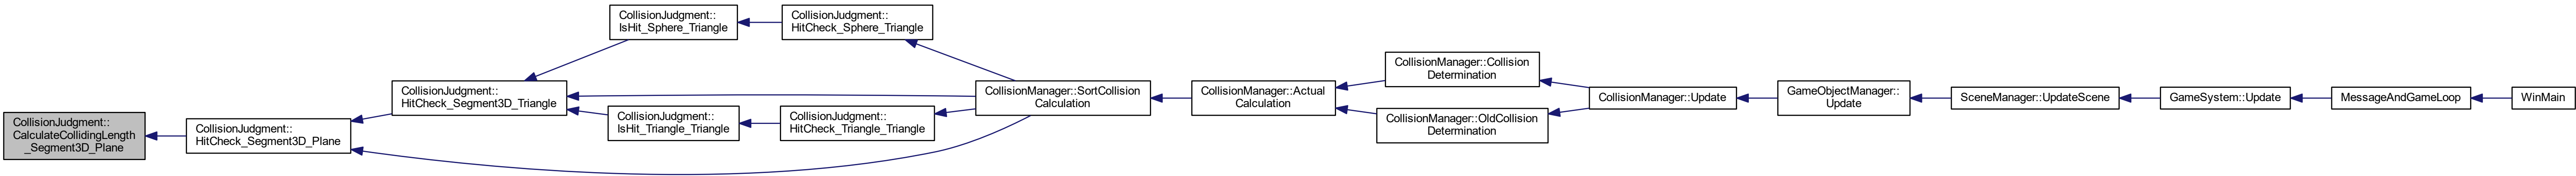 CollisionJudgment::
CalculateCollidingLength
_Segment3D_Plane
CollisionJudgment::
HitCheck_Segment3D_Plane
CollisionJudgment::
HitCheck_Segment3D_Triangle
CollisionJudgment::
IsHit_Sphere_Triangle
CollisionJudgment::
HitCheck_Sphere_Triangle
CollisionJudgment::
IsHit_Triangle_Triangle
CollisionJudgment::
HitCheck_Triangle_Triangle
CollisionManager::SortCollision
Calculation
CollisionManager::Actual
Calculation
CollisionManager::Collision
Determination
CollisionManager::OldCollision
Determination
CollisionManager::Update
GameObjectManager::
Update
SceneManager::UpdateScene
GameSystem::Update
MessageAndGameLoop
WinMain